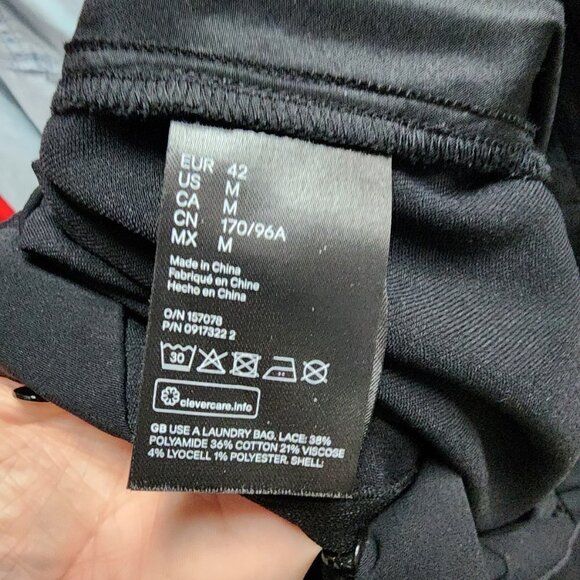 EUR 42
US M
CA M
CN 170/96A
MX M
Made in China
Fabriqué en Chine
Hecho en China
O/N 157078
P/N 0917322 2
30
clevercare.info
GB USE A LAUNDRY BAG. LACE: 38%
POLYAMIDE 36% COTTON 21% VISCOSE
4% LYOCELL 1% POLYESTER. SHELL: